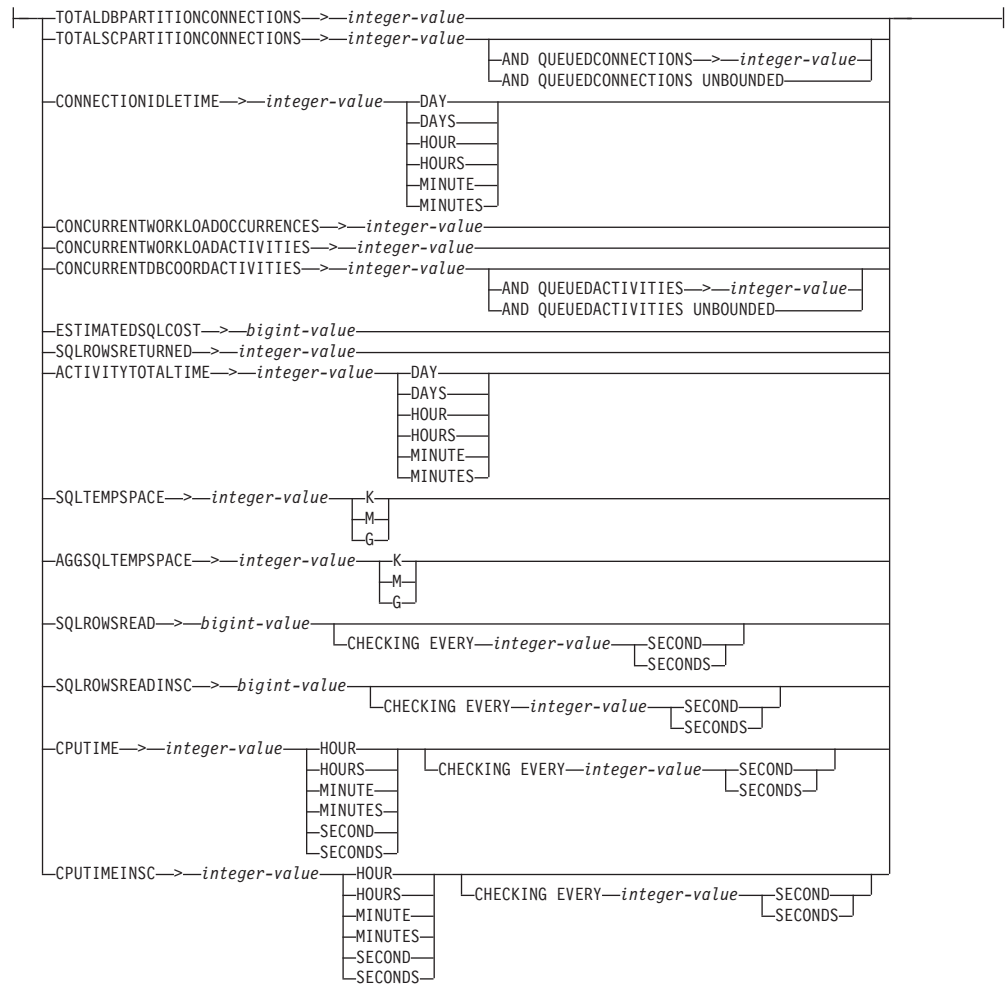 TOTALDBPARTITIONCONNECTIONS > integer-value
TOTALSCPARTITIONCONNECTIONS > integer-value
AND QUEUEDCONNECTIONS > integer-value
AND QUEUEDCONNECTIONS UNBOUNDED
CONNECTIONIDLETIME > integer-value DAY
DAYS
HOUR
HOURS
MINUTE
MINUTES
CONCURRENTWORKLOADOCCURRENCES > integer-value
CONCURRENTWORKLOADACTIVITIES > integer-value
CONCURRENTDBCOORDACTIVITIES > integer-value
AND QUEUEDACTIVITIES > integer-value
AND QUEUEDACTIVITIES UNBOUNDED
ESTIMATEDSQLCOST > bigint-value
SQLROWSRETURNED > integer-value
ACTIVITYTOTALTIME > integer-value DAY
DAYS
HOUR
HOURS
MINUTE
MINUTES
SQLTEMPSPACE > integer-value K
M
G
AGGSQLTEMPSPACE > integer-value K
M
G
SQLROWSREAD > bigint-value
CHECKING EVERY integer-value SECOND
SECONDS
SQLROWSREADINSC > bigint-value
CHECKING EVERY integer-value SECOND
SECONDS
CPUTIME > integer-value HOUR
HOURS CHECKING EVERY integer-value SECOND
MINUTE SECONDS
MINUTES
SECOND
SECONDS
CPUTIMEINSC > integer-value HOUR
HOURS CHECKING EVERY integer-value SECOND
MINUTE SECONDS
MINUTES
SECOND
SECONDS